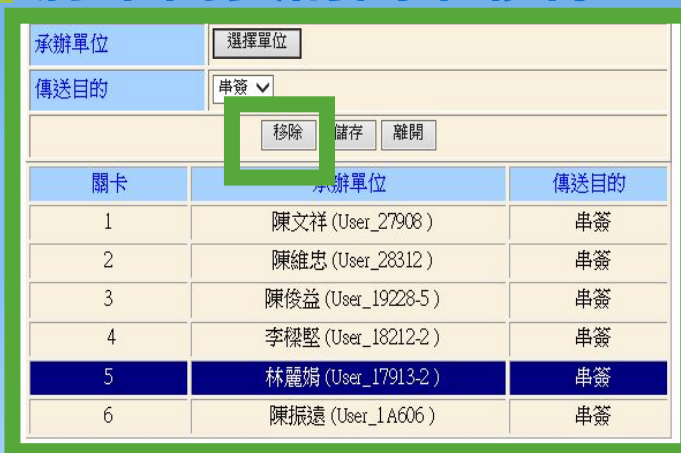 承辦單位 選擇單位
傳送目的 串簽
移除 儲存 離開
關卡 承辦單位 傳送目的
1 陳文祥 (User_27908 ) 串簽
2 陳維忠 (User_28312 ) 串簽
3 陳俊益 (User_19228-5 ) 串簽
4 李樑堅 (User_18212-2 ) 串簽
5 林麗娟 (User_17913-2 ) 串簽
6 陳振遠 (User_1A606 ) 串簽